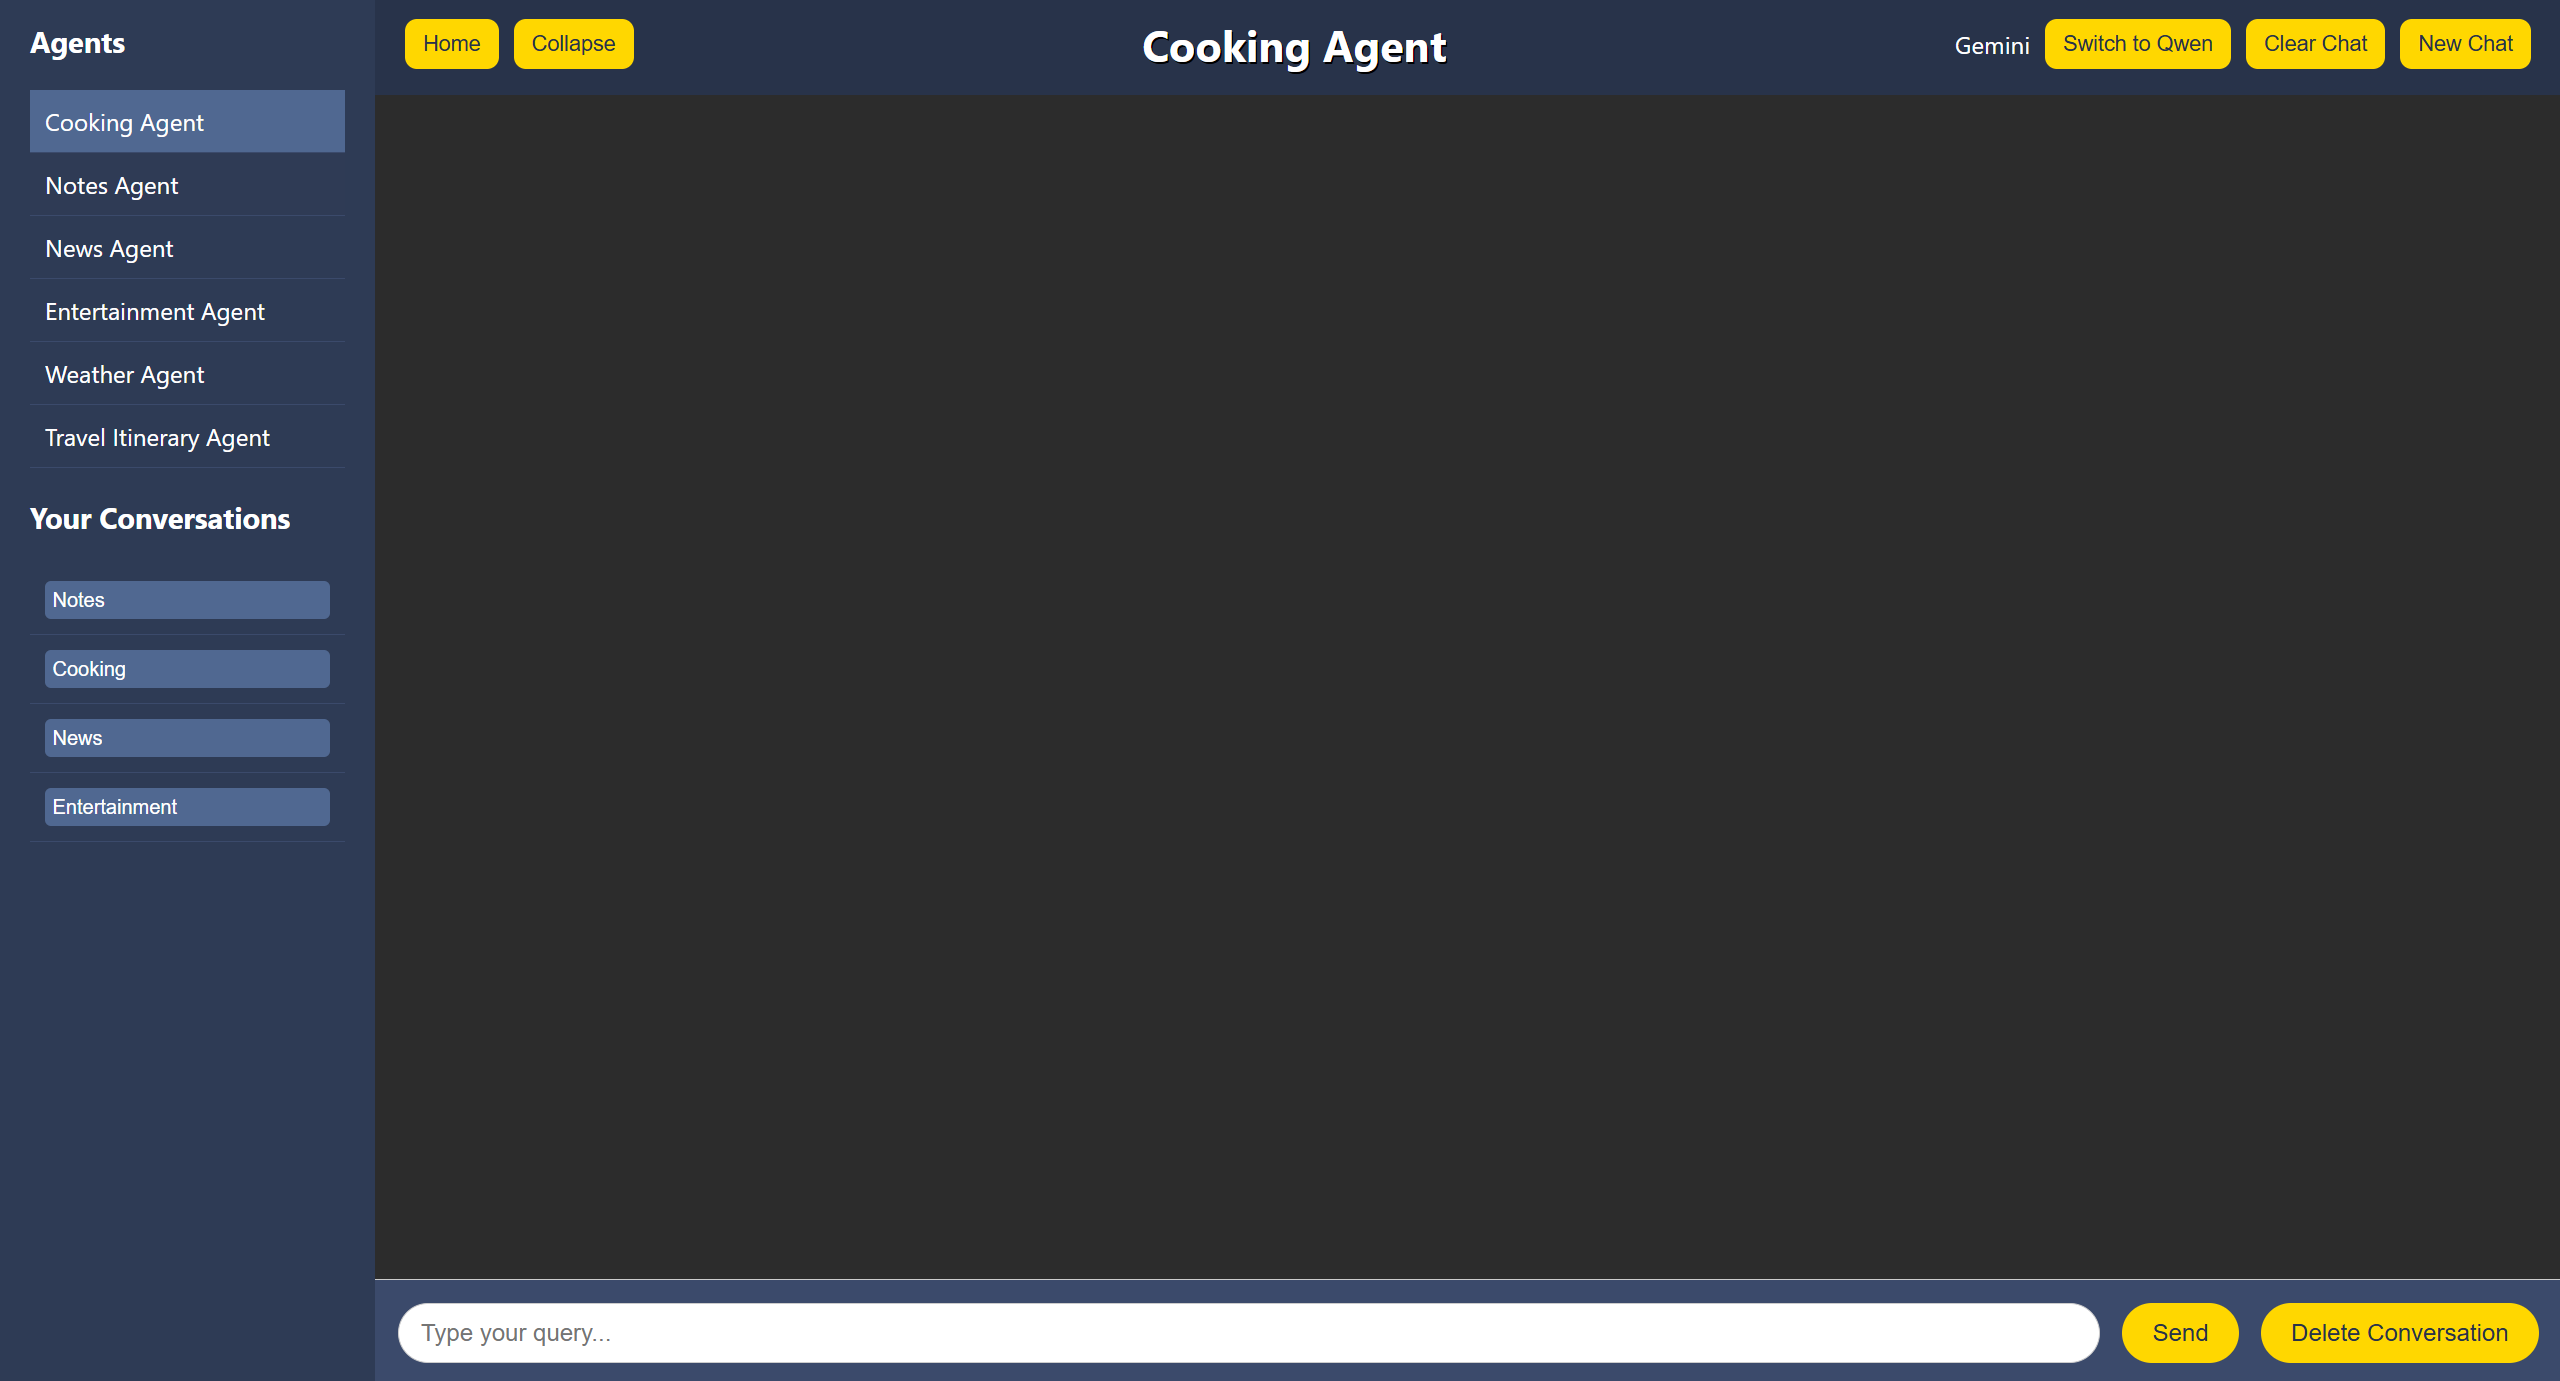 Agents
Cooking Agent
Notes Agent
News Agent
Entertainment Agent
Weather Agent
Travel Itinerary Agent
Your Conversations
Notes
Cooking
News
Entertainment
Home
Collapse
Cooking Agent
Gemini
Switch to Qwen
Clear Chat
New Chat
Type your query...
Send
Delete Conversation